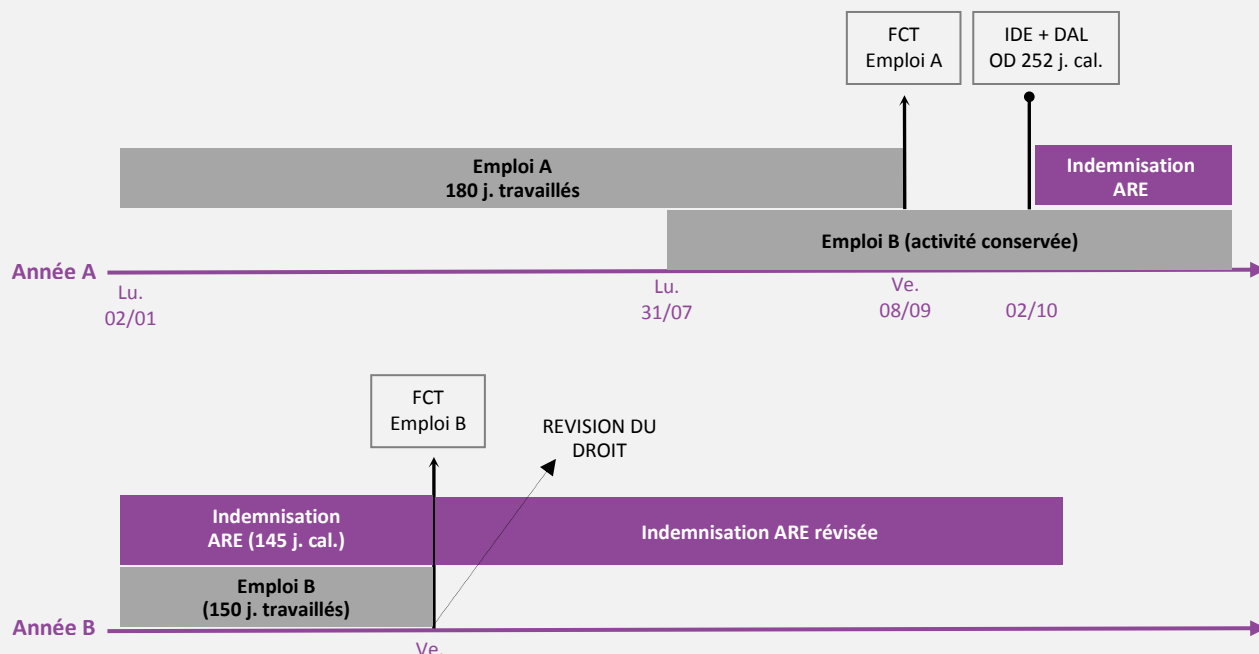 FCT
Emploi A
IDE + DAL
OD 252 j. cal.
Emploi A
180 j. travaillés
Indemnisation
ARE
Emploi B (activité conservée)
Année A
Lu.
02/01
Lu.
31/07
Ve.
08/09
02/10
FCT
Emploi B
REVISION DU
DROIT
Indemnisation
ARE (145 j. cal.)
Indemnisation ARE révisée
Emploi B
(150 j. travaillés)
Année B
Ve.